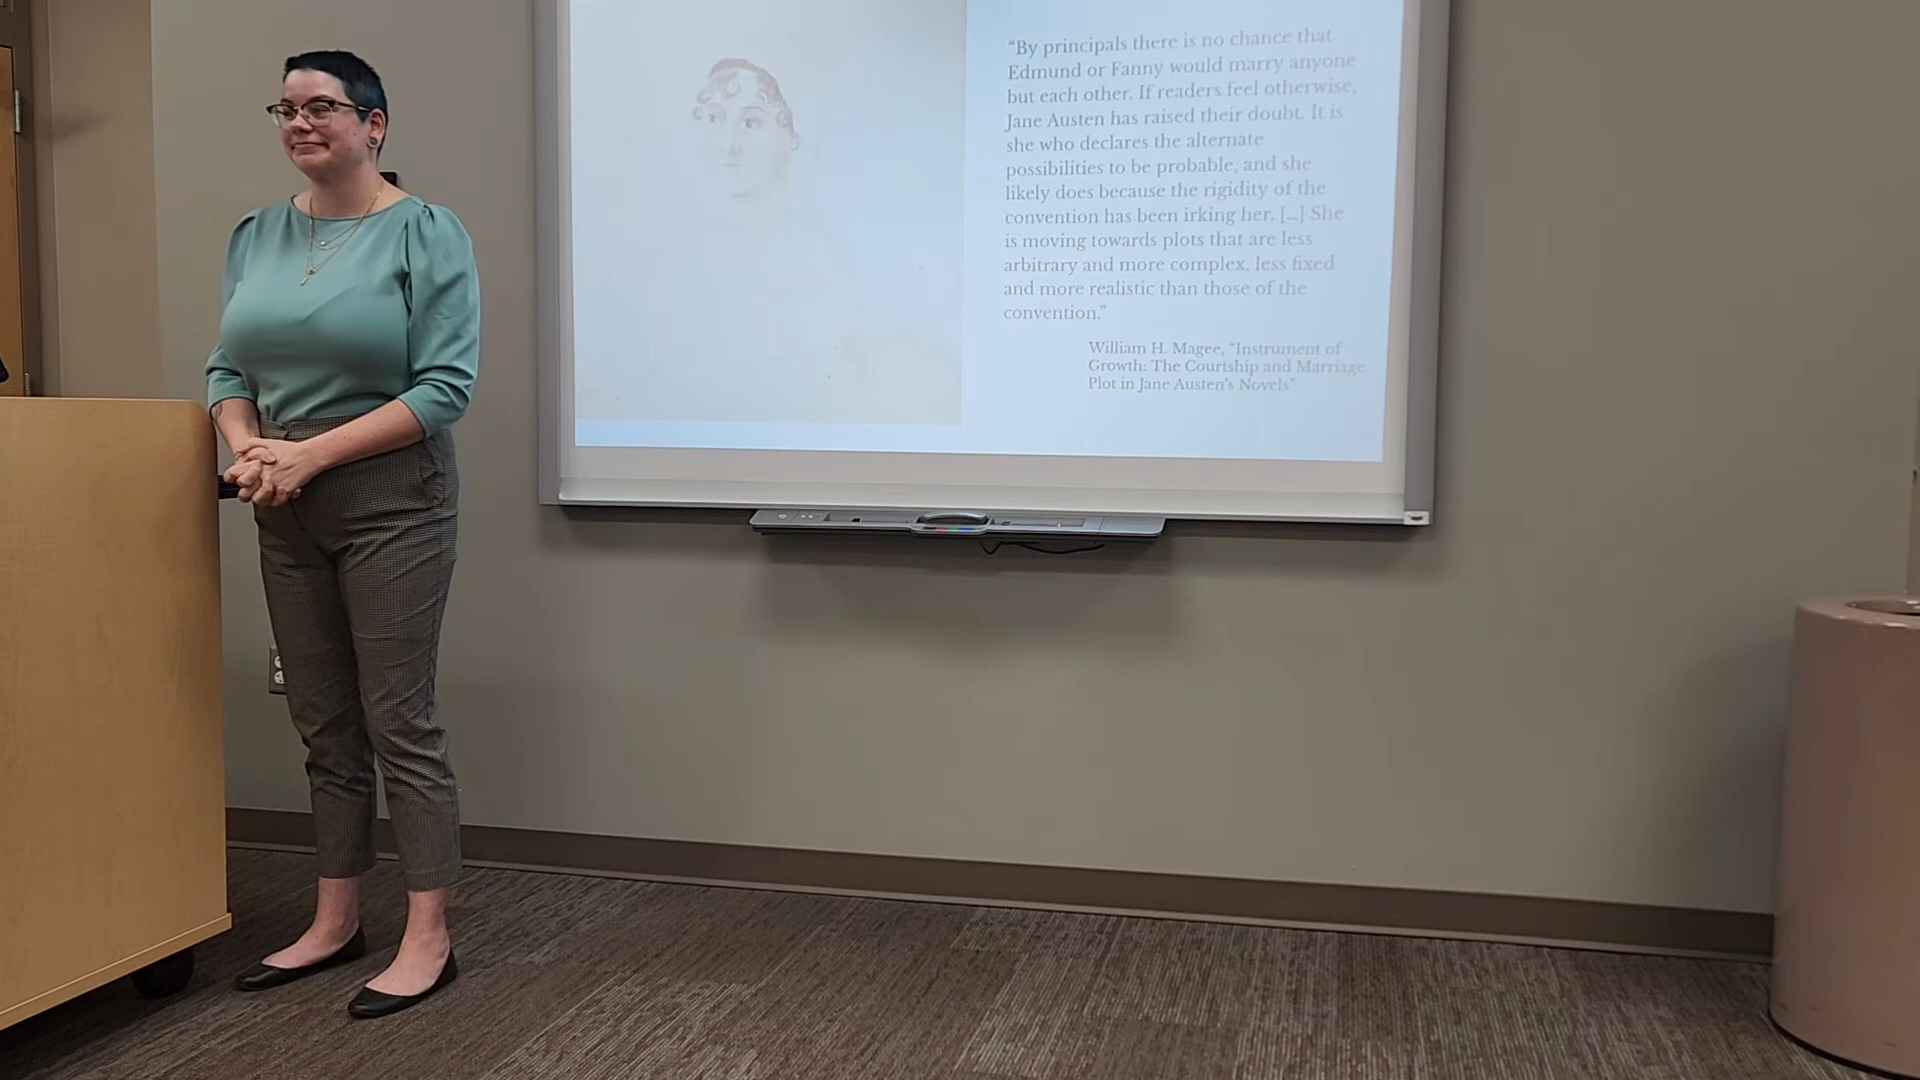 “By principals there is no chance that
Edmund or Fanny would marry anyone
but each other. If readers feel otherwise,
Jane Austen has raised their doubt. It is
she who declares the alternate
possibilities to be probable, and she
likely does because the rigidity of the
convention has been irking her. [...] She
is moving towards plots that are less
arbitrary and more complex, less fixed
and more realistic than those of the
convention.”
William H. Magee, “Instrument of
Growth: The Courtship and Marriage
Plot in Jane Austen's Novels”